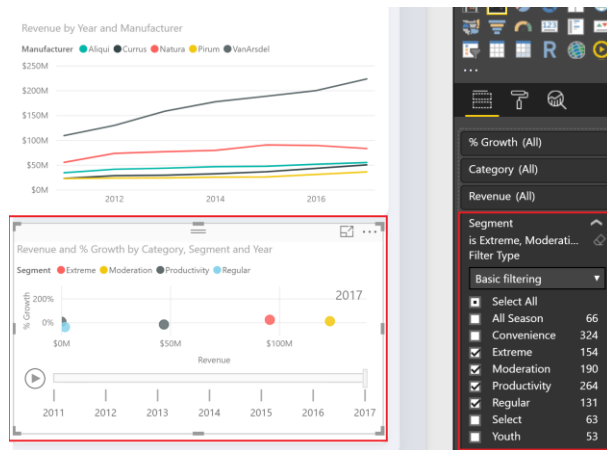 Revenue by Year and Manufacturer
Manufacturer Aliqui Currus Natura Pirum VanArsdel
$250M
$200M
$150M
$100M
$50M
$0M
2012 2014 2016
Revenue and % Growth by Category, Segment and Year
Segment Extreme Moderation Productivity Regular
2017
% Growth
200%
0%
$0M $50M $100M
Revenue
2011 2012 2013 2014 2015 2016 2017
R
...
% Growth (All)
Category (All)
Revenue (All)
Segment
is Extreme, Moderati...
Filter Type
Basic filtering
Select All
All Season 66
Convenience 324
Extreme 154
Moderation 190
Productivity 264
Regular 131
Select 63
Youth 53